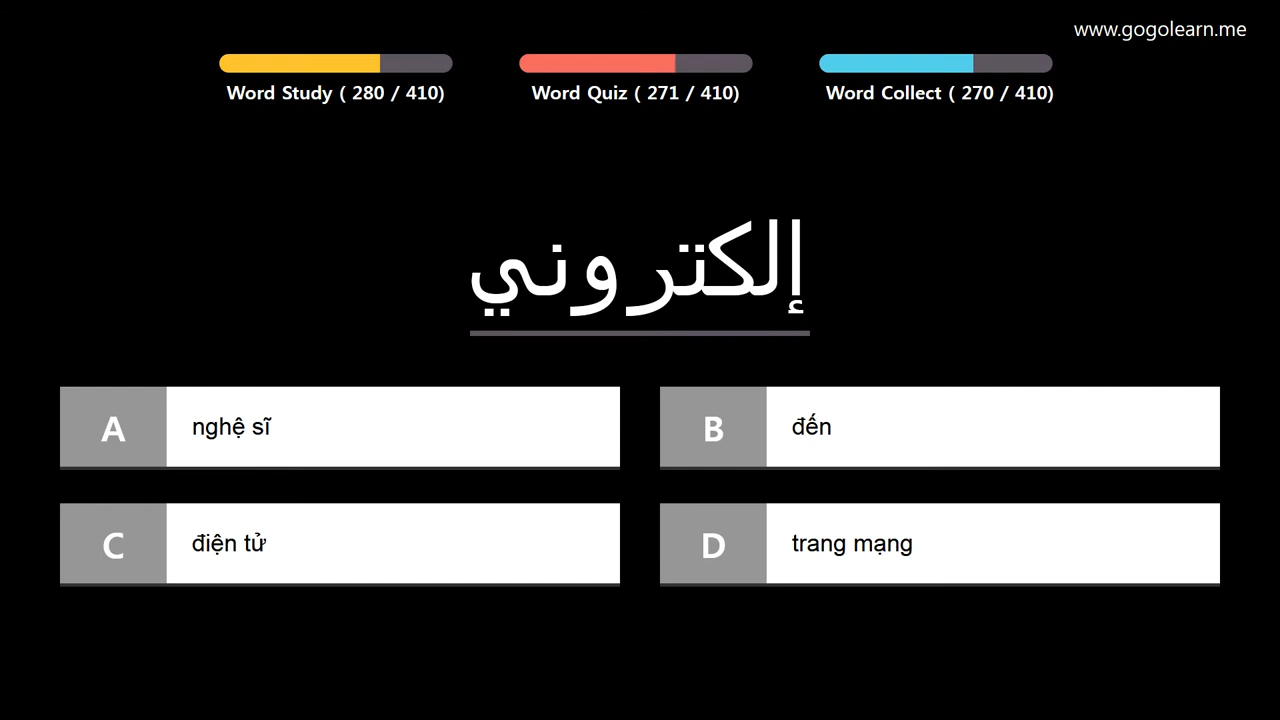 www.gogolearn.me
Word Study ( 280 / 410)
Word Quiz ( 271 / 410)
Word Collect ( 270 / 410)
إلكتروني
A nghệ sĩ
B đến
C điện tử
D trang mạng